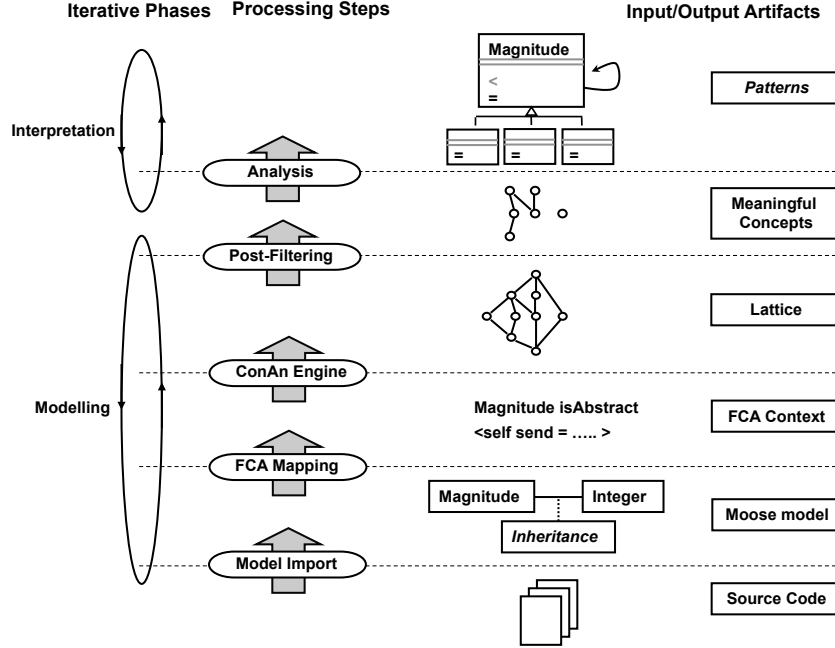 Iterative Phases Processing Steps Input/Output Artifacts
Magnitude
<
=
= = =
Patterns
Interpretation
Analysis
Meaningful
Concepts
Post-Filtering
Lattice
ConAn Engine
Modelling
Magnitude isAbstract
<self send = ..... >
FCA Context
FCA Mapping
Magnitude Integer
Inheritance
Moose model
Model Import
Source Code